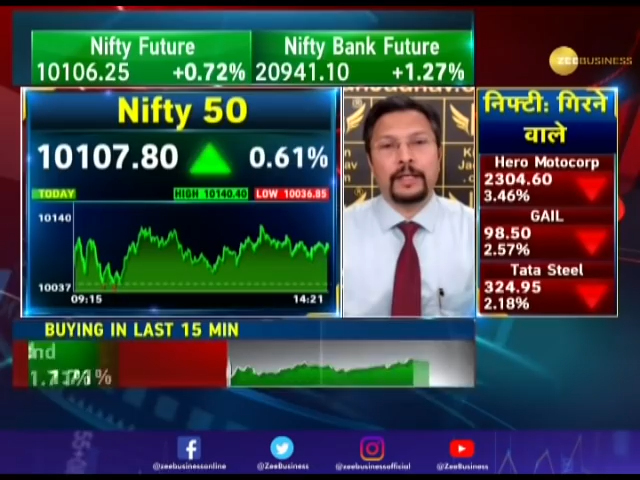 Nifty Future
10106.25 +0.72%
Nifty Bank Future
20941.10 +1.27%
ZEEBUSINESS
Nifty 50
10107.80 0.61%
TODAY HIGH 10140.40 LOW 10036.85
10140
10037
09:15 14:21
निफ्टी: गिरने
वाले
Hero Motocorp
2304.60
3.46%
GAIL
98.50
2.57%
Tata Steel
324.95
2.18%
BUYING IN LAST 15 MIN
@zeebusinessonline
@ZeeBusiness
@zeebusinessofficial
@ZeeBusiness